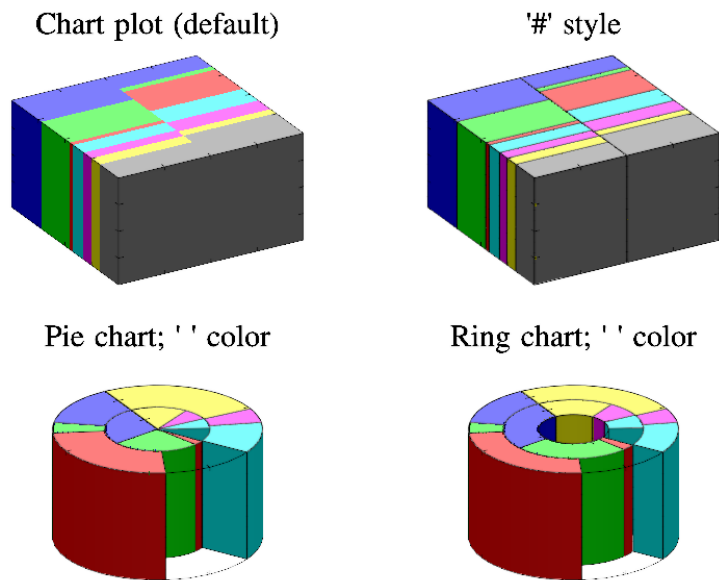 Chart plot (default)
'#' style
Pie chart; ' ' color
Ring chart; ' ' color